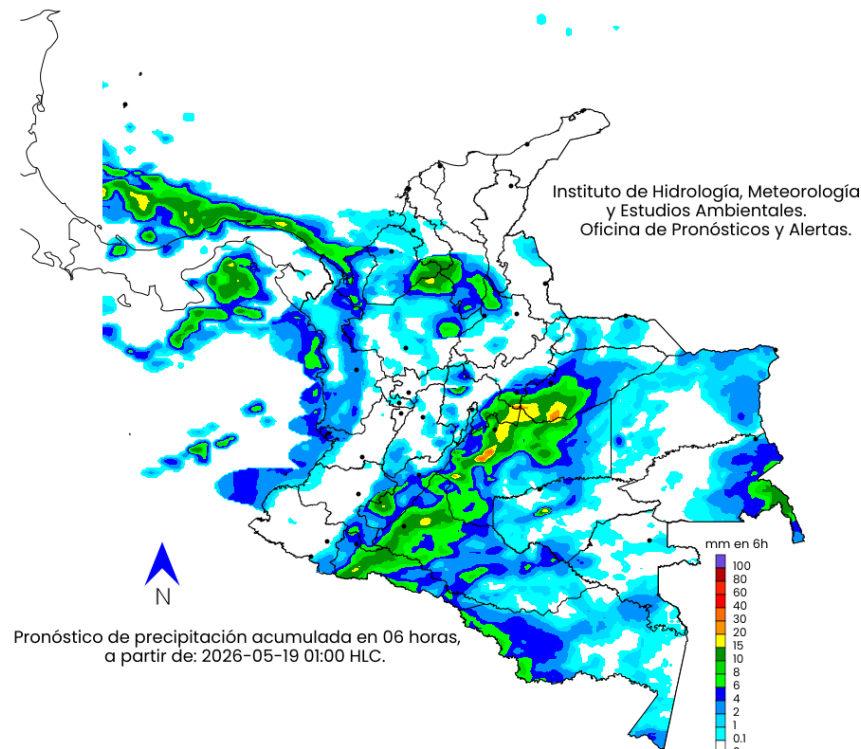 Instituto de Hidrología, Meteorología
y Estudios Ambientales.
Oficina de Pronósticos y Alertas.
N
Pronóstico de precipitación acumulada en 06 horas,
a partir de: 2026-05-19 01:00 HLC.
mm en 6h
100
80
60
40
30
20
15
10
8
6
4
2
1
0.1
0